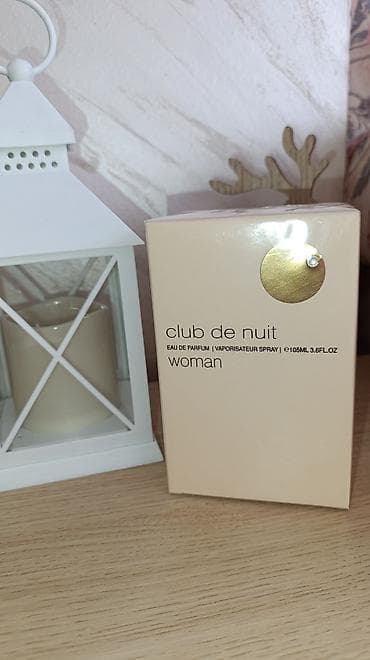 club de nuit
EAU DE PARFUM | VAPORISATEUR SPRAY | ℮105ML 3.6FL.OZ
woman